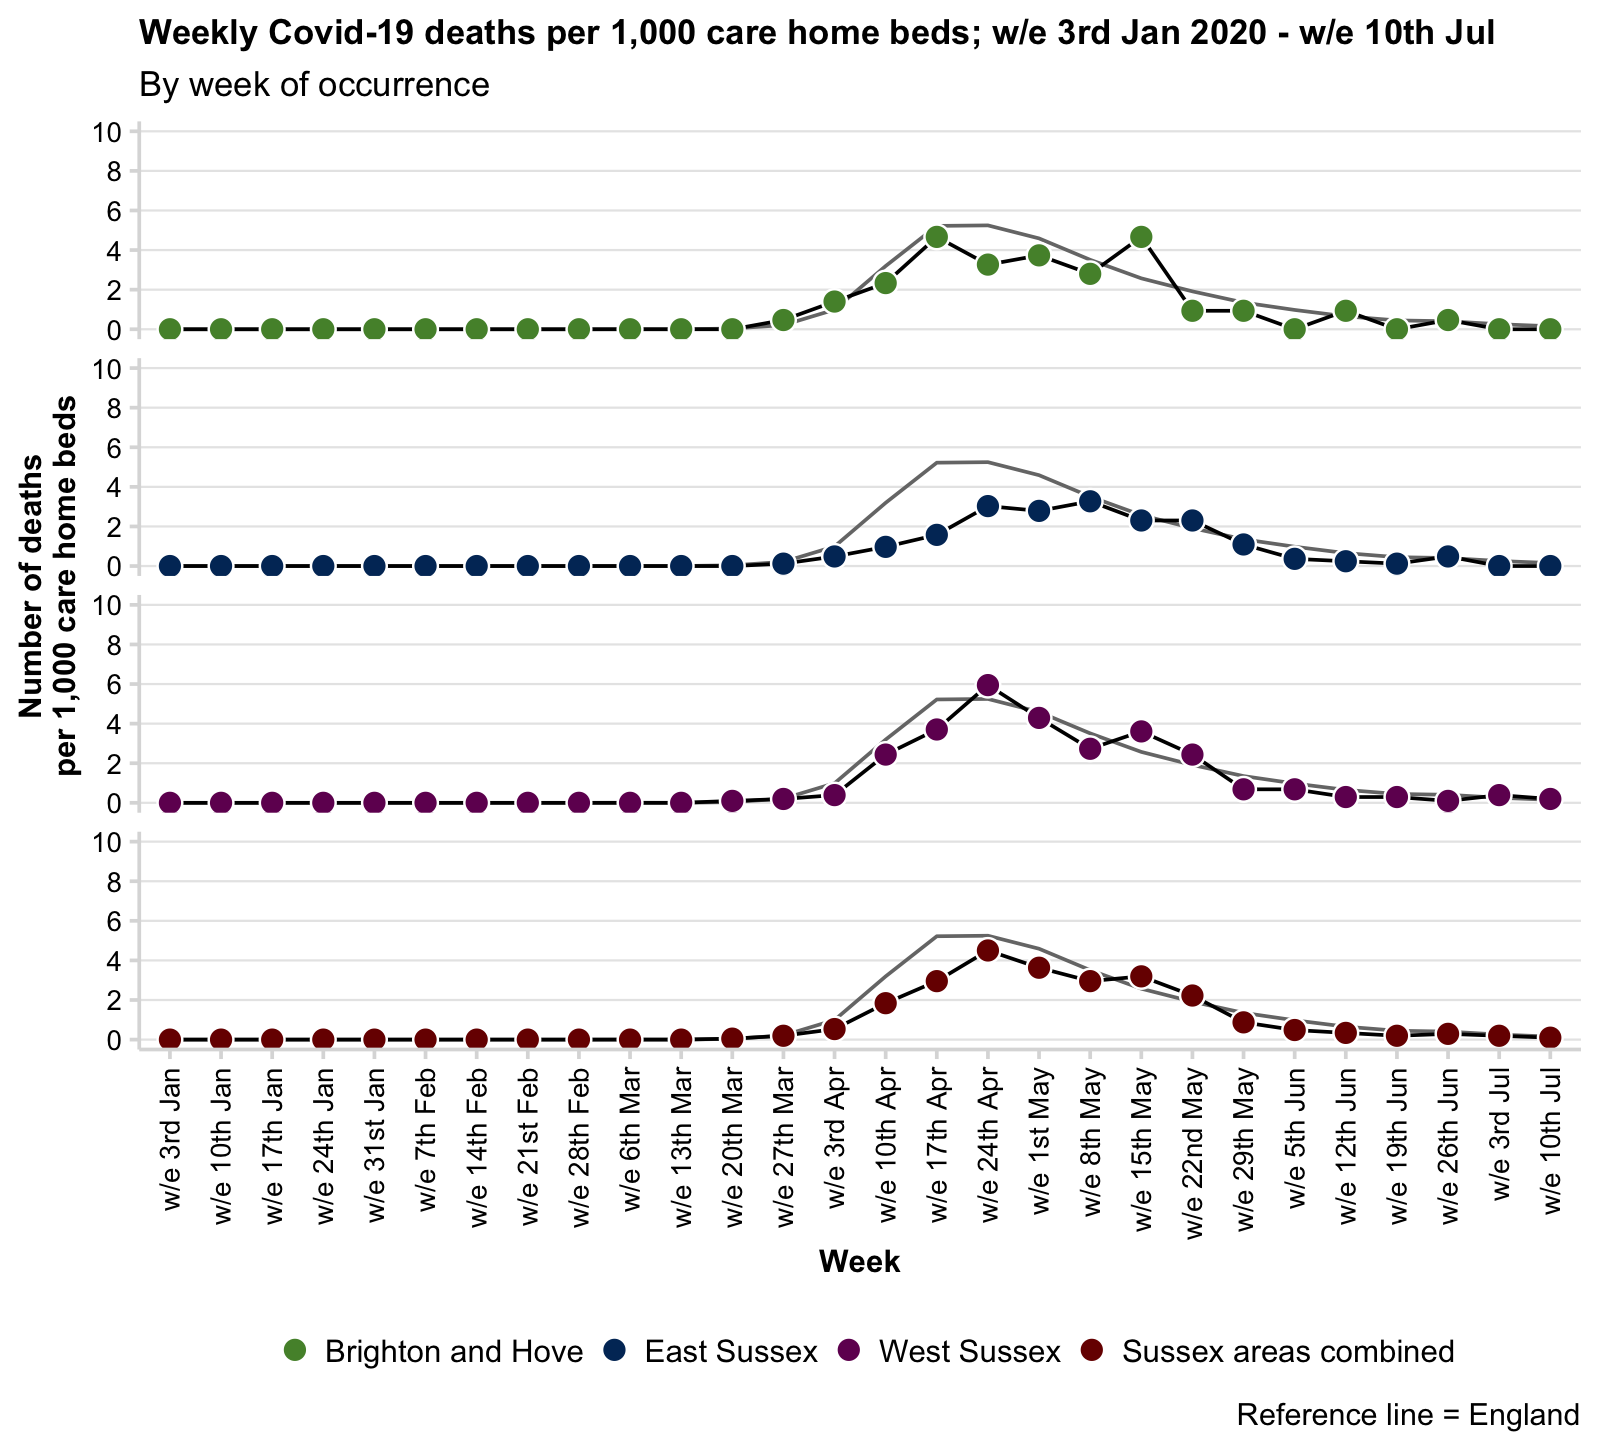 Weekly Covid-19 deaths per 1,000 care home beds; w/e 3rd Jan 2020 - w/e 10th Jul
By week of occurrence
Number of deaths
per 1,000 care home beds
10
8
6
4
2
0
10
8
6
4
2
0
10
8
6
4
2
0
10
8
6
4
2
0
w/e 3rd Jan
w/e 10th Jan
w/e 17th Jan
w/e 24th Jan
w/e 31st Jan
w/e 7th Feb
w/e 14th Feb
w/e 21st Feb
w/e 28th Feb
w/e 6th Mar
w/e 13th Mar
w/e 20th Mar
w/e 27th Mar
w/e 3rd Apr
w/e 10th Apr
w/e 17th Apr
w/e 24th Apr
w/e 1st May
w/e 8th May
w/e 15th May
w/e 22nd May
w/e 29th May
w/e 5th Jun
w/e 12th Jun
w/e 19th Jun
w/e 26th Jun
w/e 3rd Jul
w/e 10th Jul
Week
Brighton and Hove East Sussex West Sussex Sussex areas combined
Reference line = England